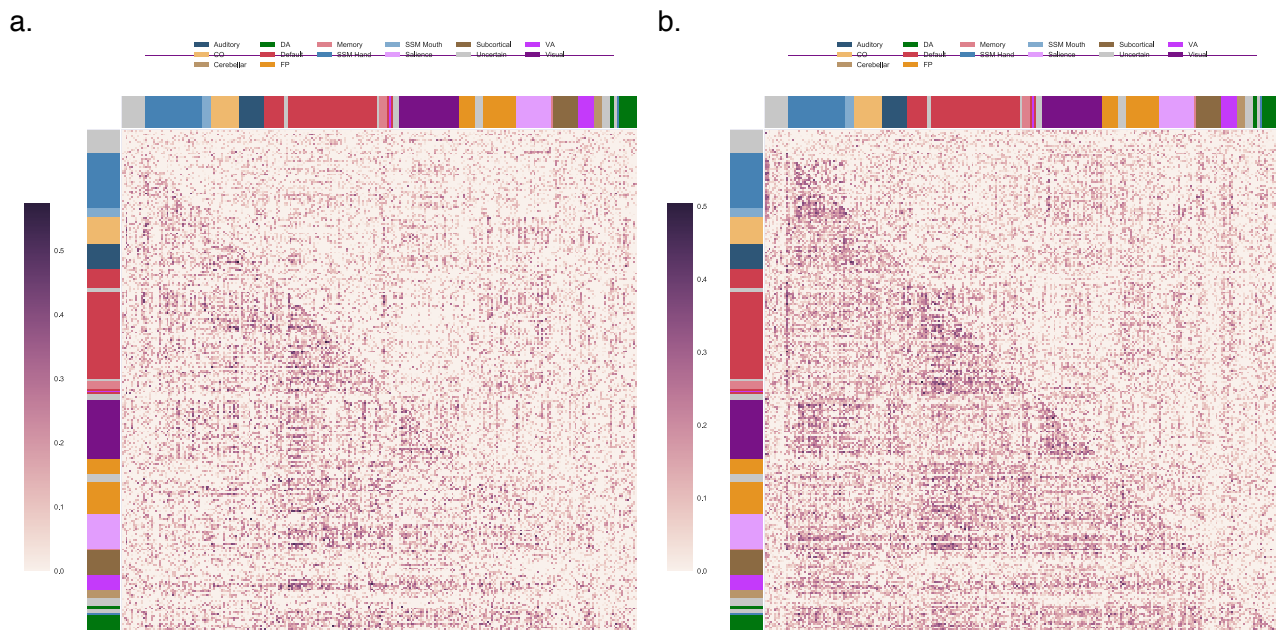 a.
Auditory DA Memory SSM Mouth Subcortical VA
CO Default SSM Hand Salience Uncertain Visual
Cerebellar FP
0.5
0.4
0.3
0.2
0.1
0.0
b.
Auditory DA Memory SSM Mouth Subcortical VA
CO Default SSM Hand Salience Uncertain Visual
Cerebellar FP
0.5
0.4
0.3
0.2
0.1
0.0